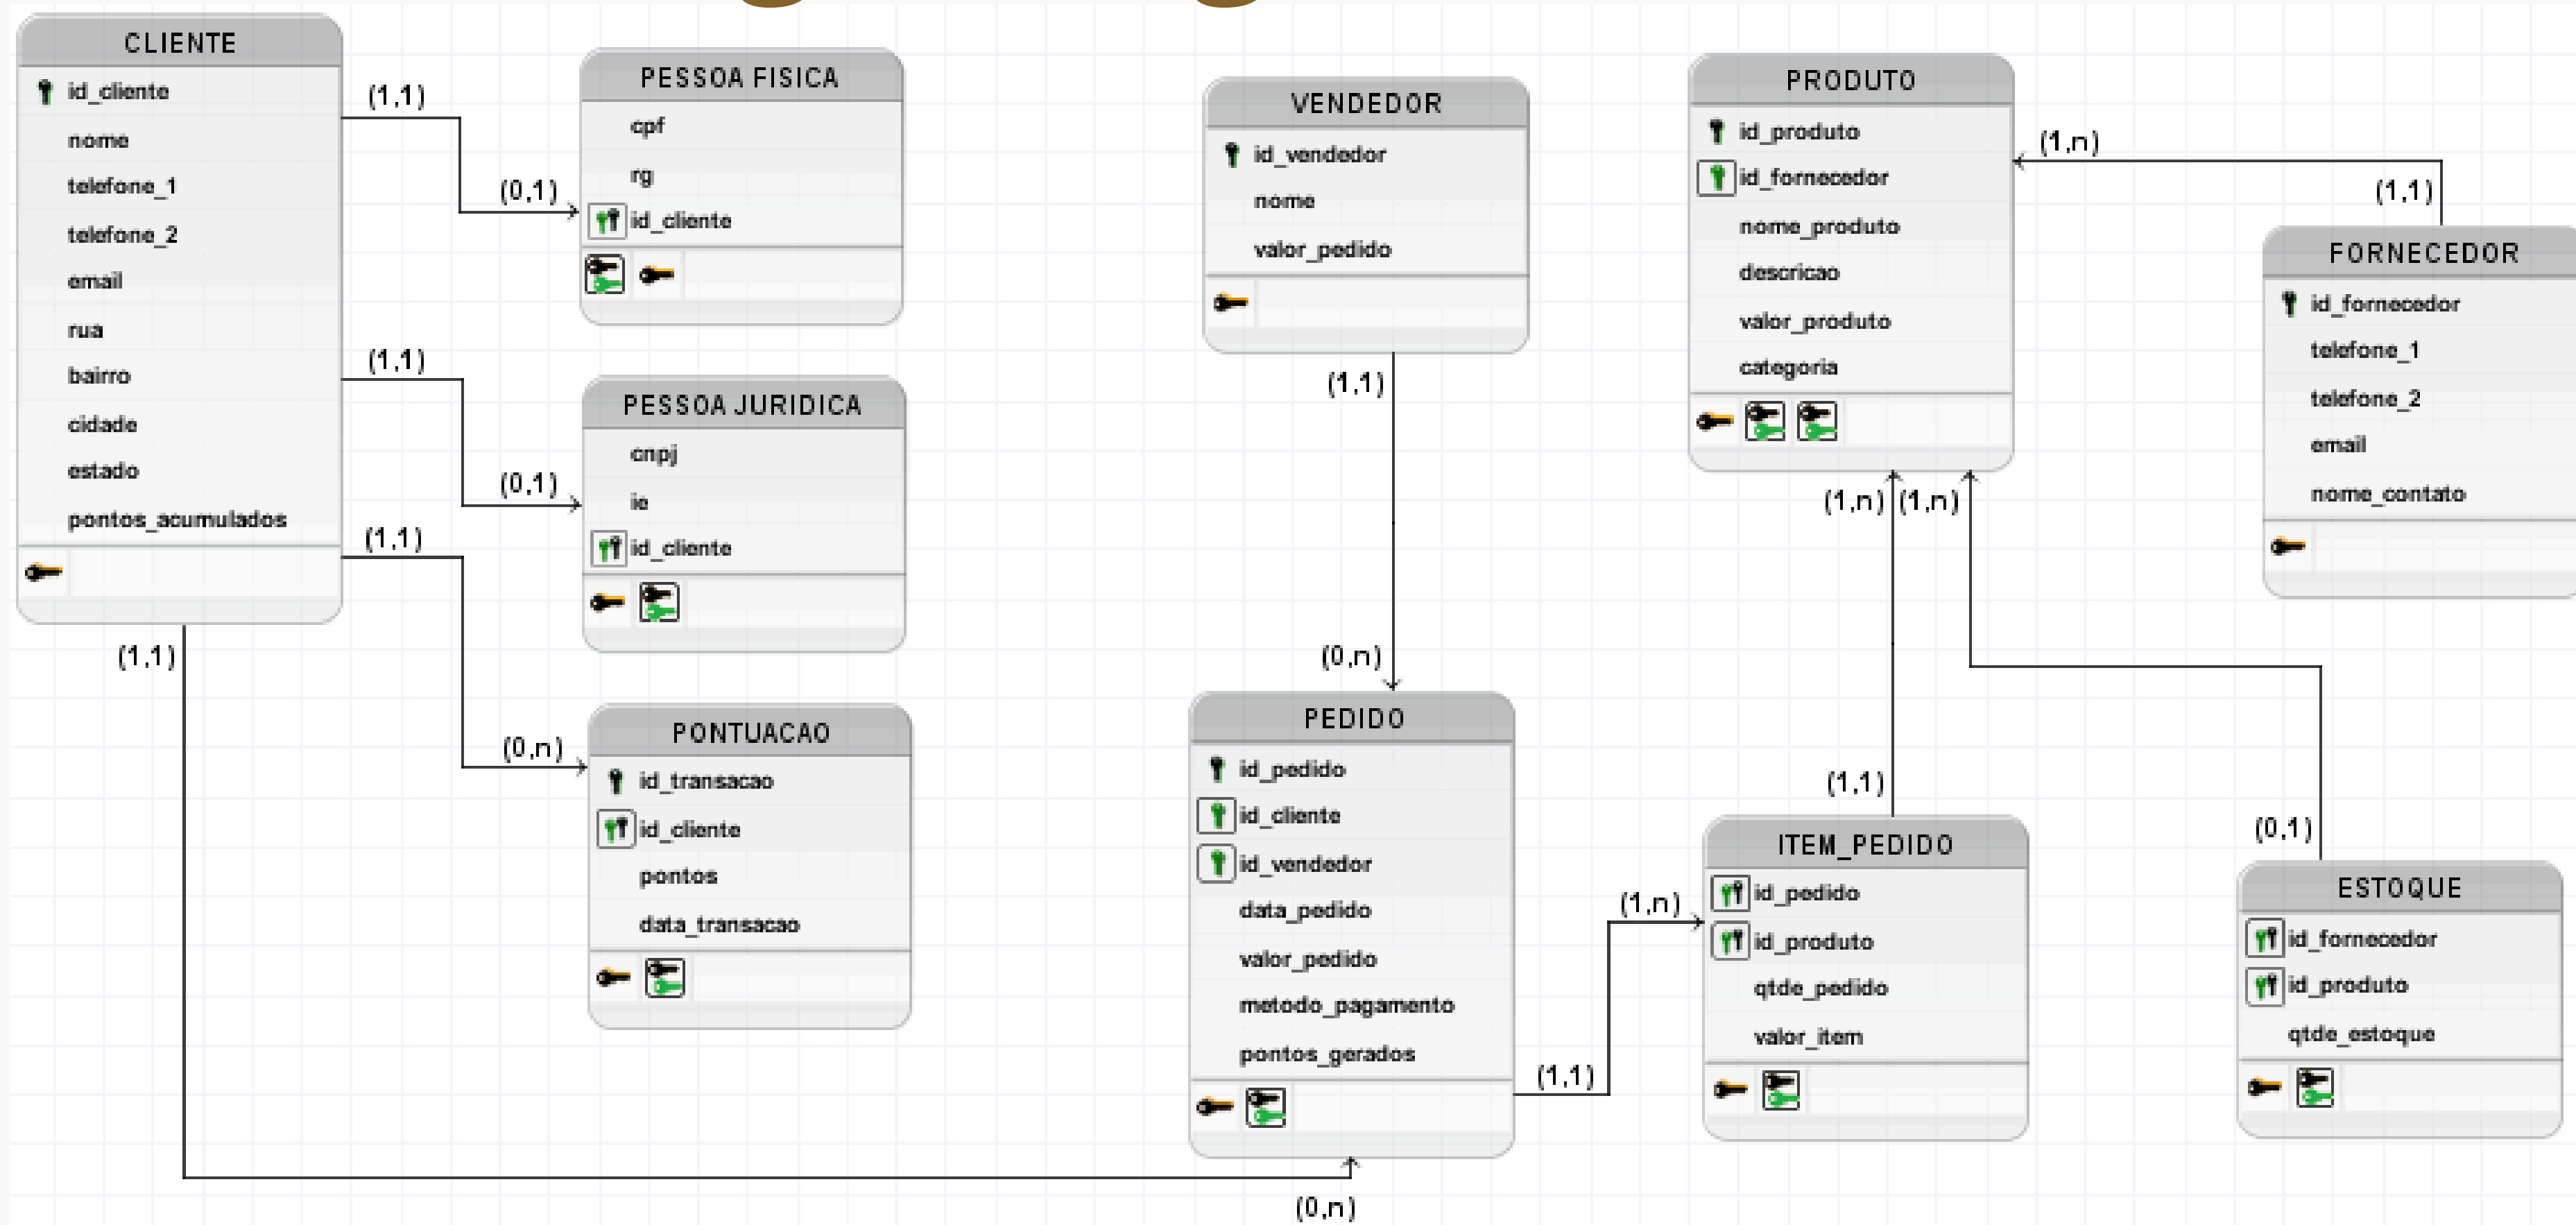 CLIENTE
id_cliente
nome
telefone_1
telefone_2
email
rua
bairro
cidade
estado
pontos_acumulados
(1,1)
(0,1)
PESSOA FISICA
cpf
rg
id_cliente
(1,1)
(0,1)
PESSOA JURIDICA
cnpj
ie
id_cliente
(1,1)
(0,n)
PONTUACAO
id_transacao
id_cliente
pontos
data_transacao
(1,1)
(0,n)
VENDEDOR
id_vendedor
nome
valor_pedido
(1,1)
(0,n)
PEDIDO
id_pedido
id_cliente
id_vendedor
data_pedido
valor_pedido
metodo_pagamento
pontos_gerados
(1,1)
(1,n)
PRODUTO
id_produto
id_fornecedor
nome_produto
descricao
valor_produto
categoria
(1,n) (1,n)
(1,1)
ITEM_PEDIDO
id_pedido
id_produto
qtde_pedido
valor_item
(1,n)
(1,1)
FORNECEDOR
id_fornecedor
telefone_1
telefone_2
email
nome_contato
(0,1)
ESTOQUE
id_fornecedor
id_produto
qtde_estoque